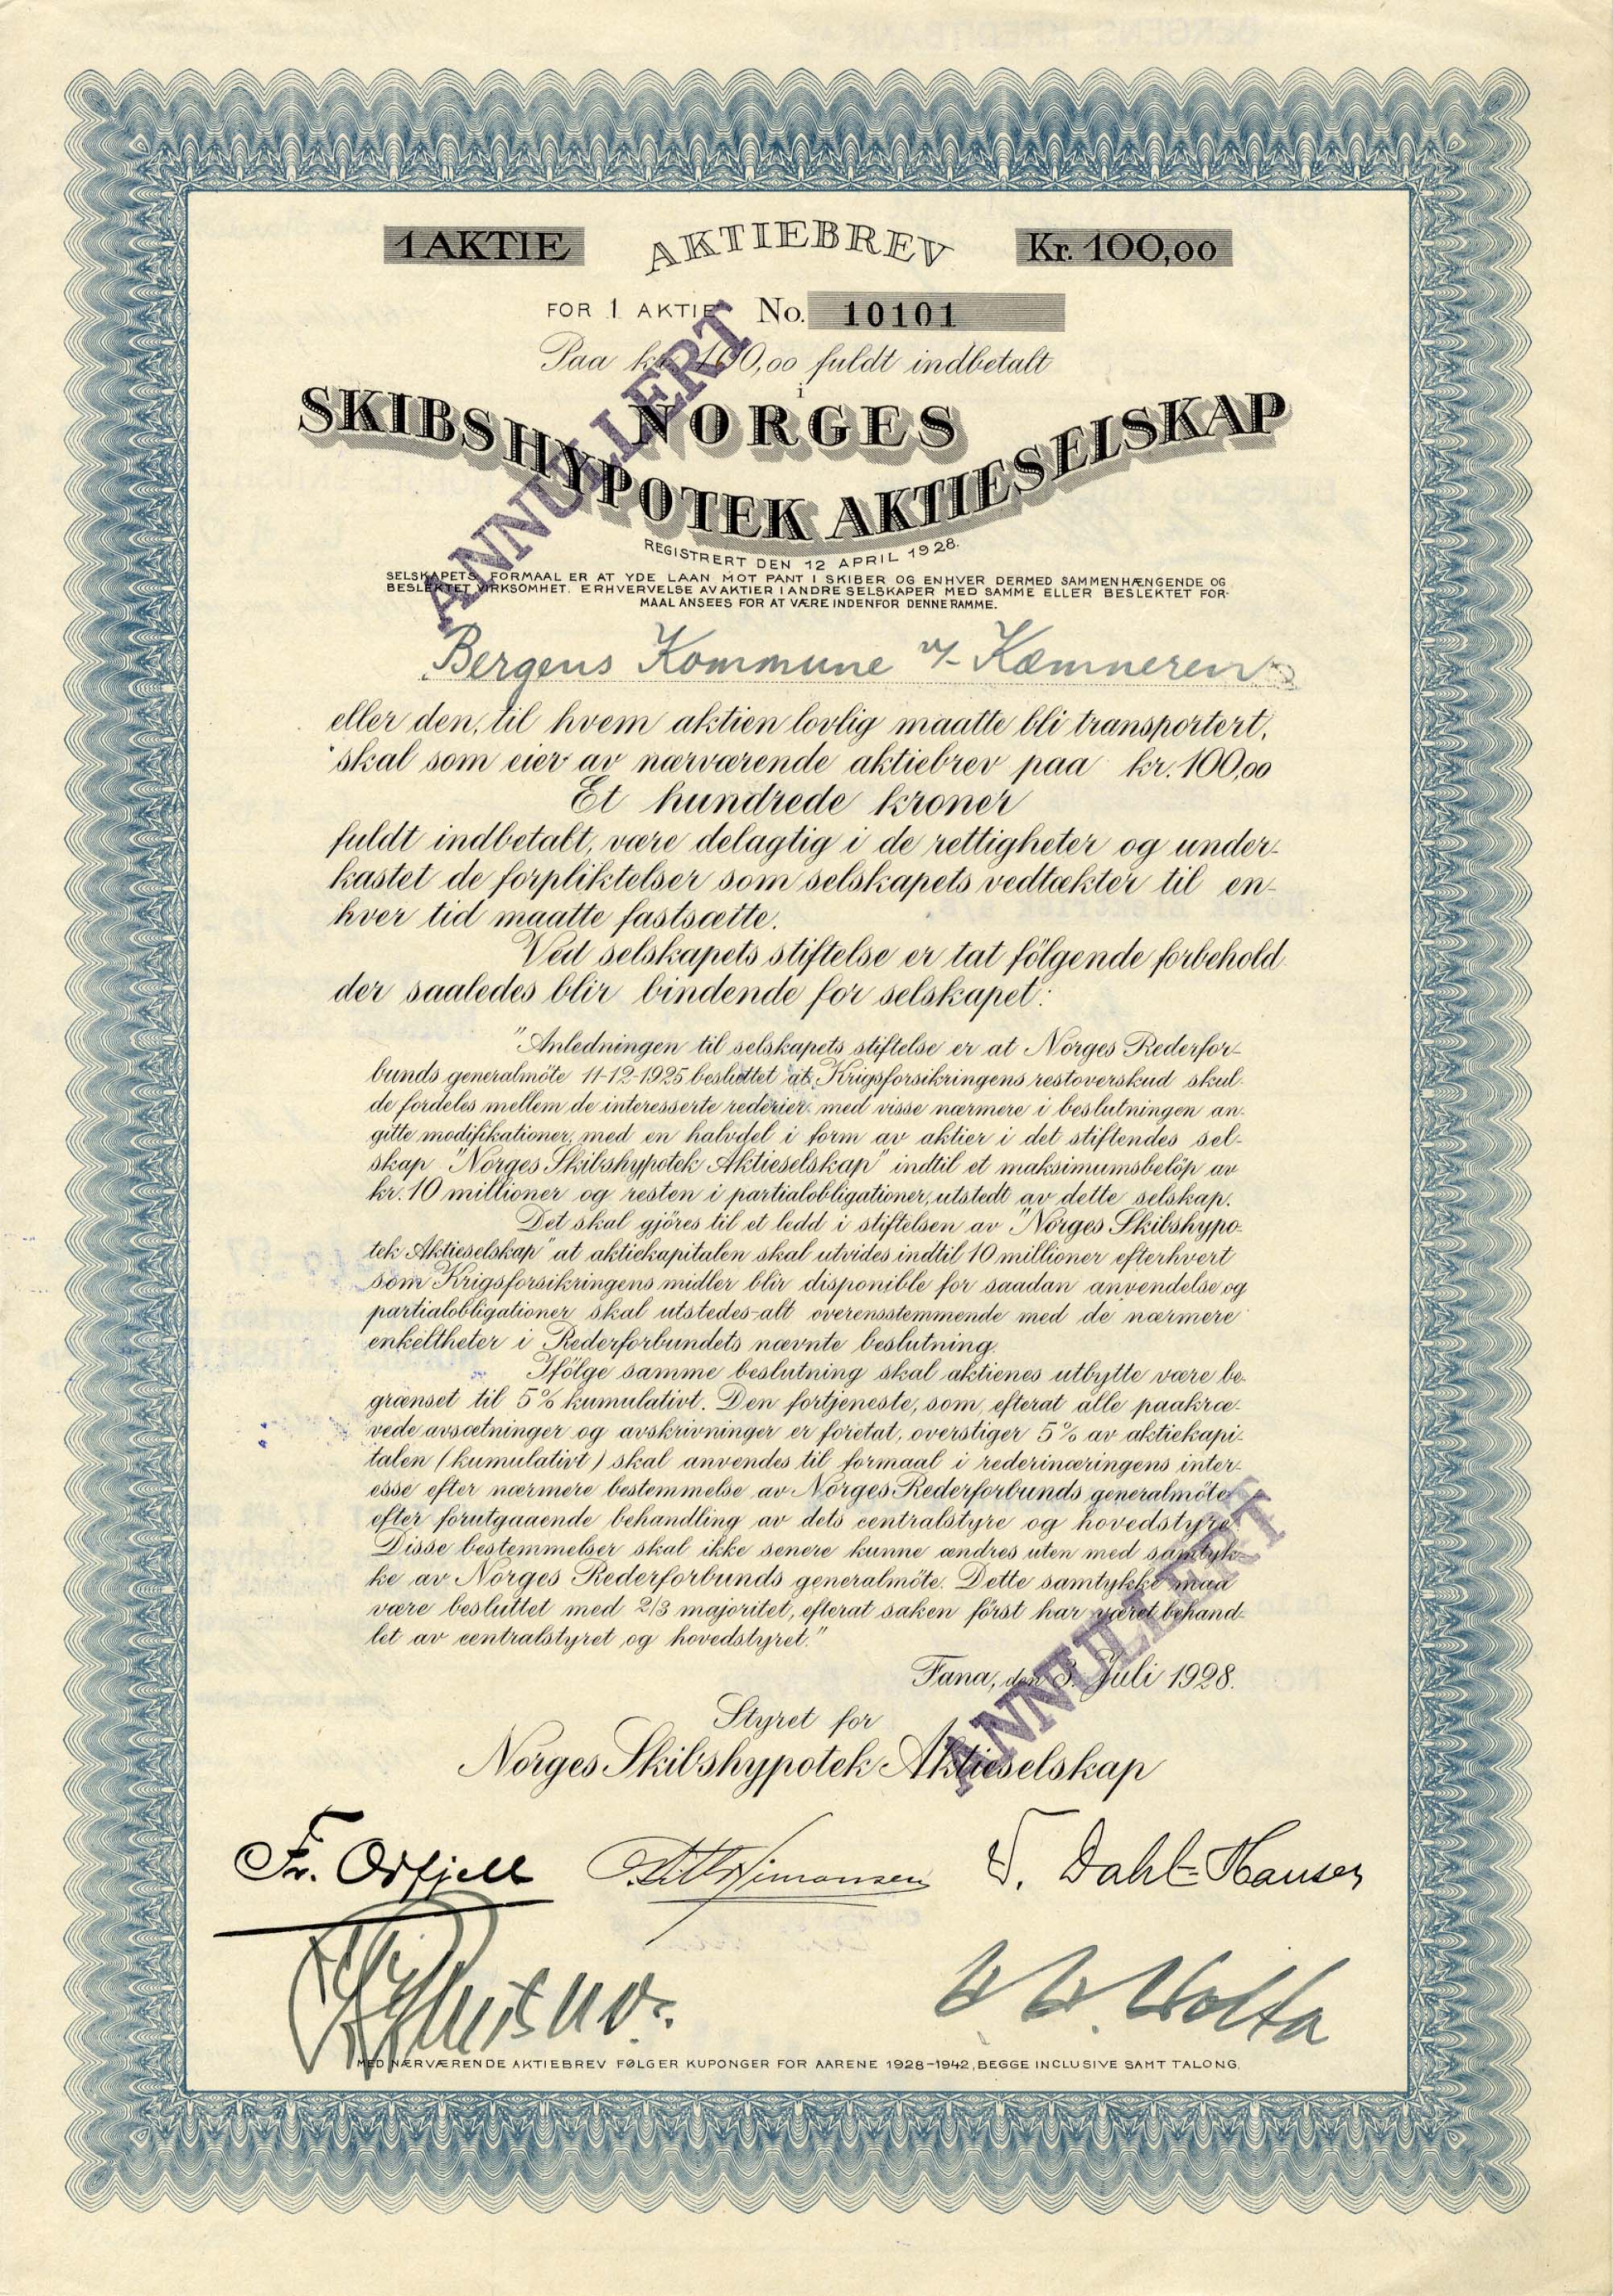 1 AKTIE AKTIEBREV Kr. 100,00
FOR 1 AKTIE No. 10101
Paa kr. 100,00 fuldt indbetalt
i
NORGES
SKIBSHYPOTEK AKTIESELSKAP
REGISTRERT DEN 12 APRIL 1928.
SELSKAPETS FORMAAL ER AT YDE LAAN MOT PANT I SKIBER OG ENHVER DERMED SAMMENHÆNGENDE OG
BESLEKTET VIRKSOMHET. ERHVERVELSE AV AKTIER I ANDRE SELSKAPER MED SAMME ELLER BESLEKTET FOR-
MAAL ANSEES FOR AT VÆRE INDENFOR DENNE RAMME.
ANNULLERT
Bergens Kommune v/- Kæmneren
eller den, til hvem aktien lovlig maatte bli transportert,
skal som eier av nærværende aktiebrev paa kr. 100,00
Et hundrede kroner
fuldt indbetalt, være delagtig i de rettigheter og under-
kastet de forpliktelser som selskapets vedtækter til en-
hver tid maatte fastsætte.
Ved selskapets stiftelse er tat følgende forbehold
der saaledes blir bindende for selskapet:
"Anledningen til selskapets stiftelse er at Norges Rederfor-
bunds generalmöte 11-12-1925 besluttet at Krigsforsikringens restoverskud skul-
de fordeles mellem de interesserte rederier, med visse nærmere i beslutningen an-
gitte modifikationer, med en halvdel i form av aktier i det stiftendes sel-
skap "Norges Skibshypotek Aktieselskap" indtil et maksimumsbelöp av
kr. 10 millioner og resten i partialobligationer, utstedt av dette selskap.
Det skal gjöres til et ledd i stiftelsen av "Norges Skibshypo-
tek Aktieselskap" at aktiekapitalen skal utvides indtil 10 millioner efterhvert
som Krigsforsikringens midler blir disponible for saadan anvendelse og
partialobligationer skal utstedes - alt overensstemmende med de nærmere
enkeltheter i Rederforbundets nævnte beslutning.
Ifölge samme beslutning skal aktienes utbytte være be-
grænset til 5% kumulativt. Den fortjeneste, som, efterat alle paakræ-
vede avsætninger og avskrivninger er foretat, overstiger 5% av aktiekapi-
talen (kumulativt) skal anvendes til formaal i rederinæringens inter-
esse efter nærmere bestemmelse av Norges Rederforbunds generalmöte
efter forutgaaende behandling av dets centralstyre og hovedstyre.
Disse bestemmelser skal ikke senere kunne ændres uten med samtyk-
ke av Norges Rederforbunds generalmöte. Dette samtykke maa
være besluttet med 2/3 majoritet, efterat saken först har været behand-
let av centralstyret og hovedstyret."
ANNULLERT
Fana, den 3. Juli 1928.
Styret for
Norges Skibshypotek Aktieselskap
Fr. Odfjell Simonsen V. Dahl-Hansen
MED NÆRVÆRENDE AKTIEBREV FØLGER KUPONGER FOR AARENE 1928-1942, BEGGE INCLUSIVE SAMT TALONG.